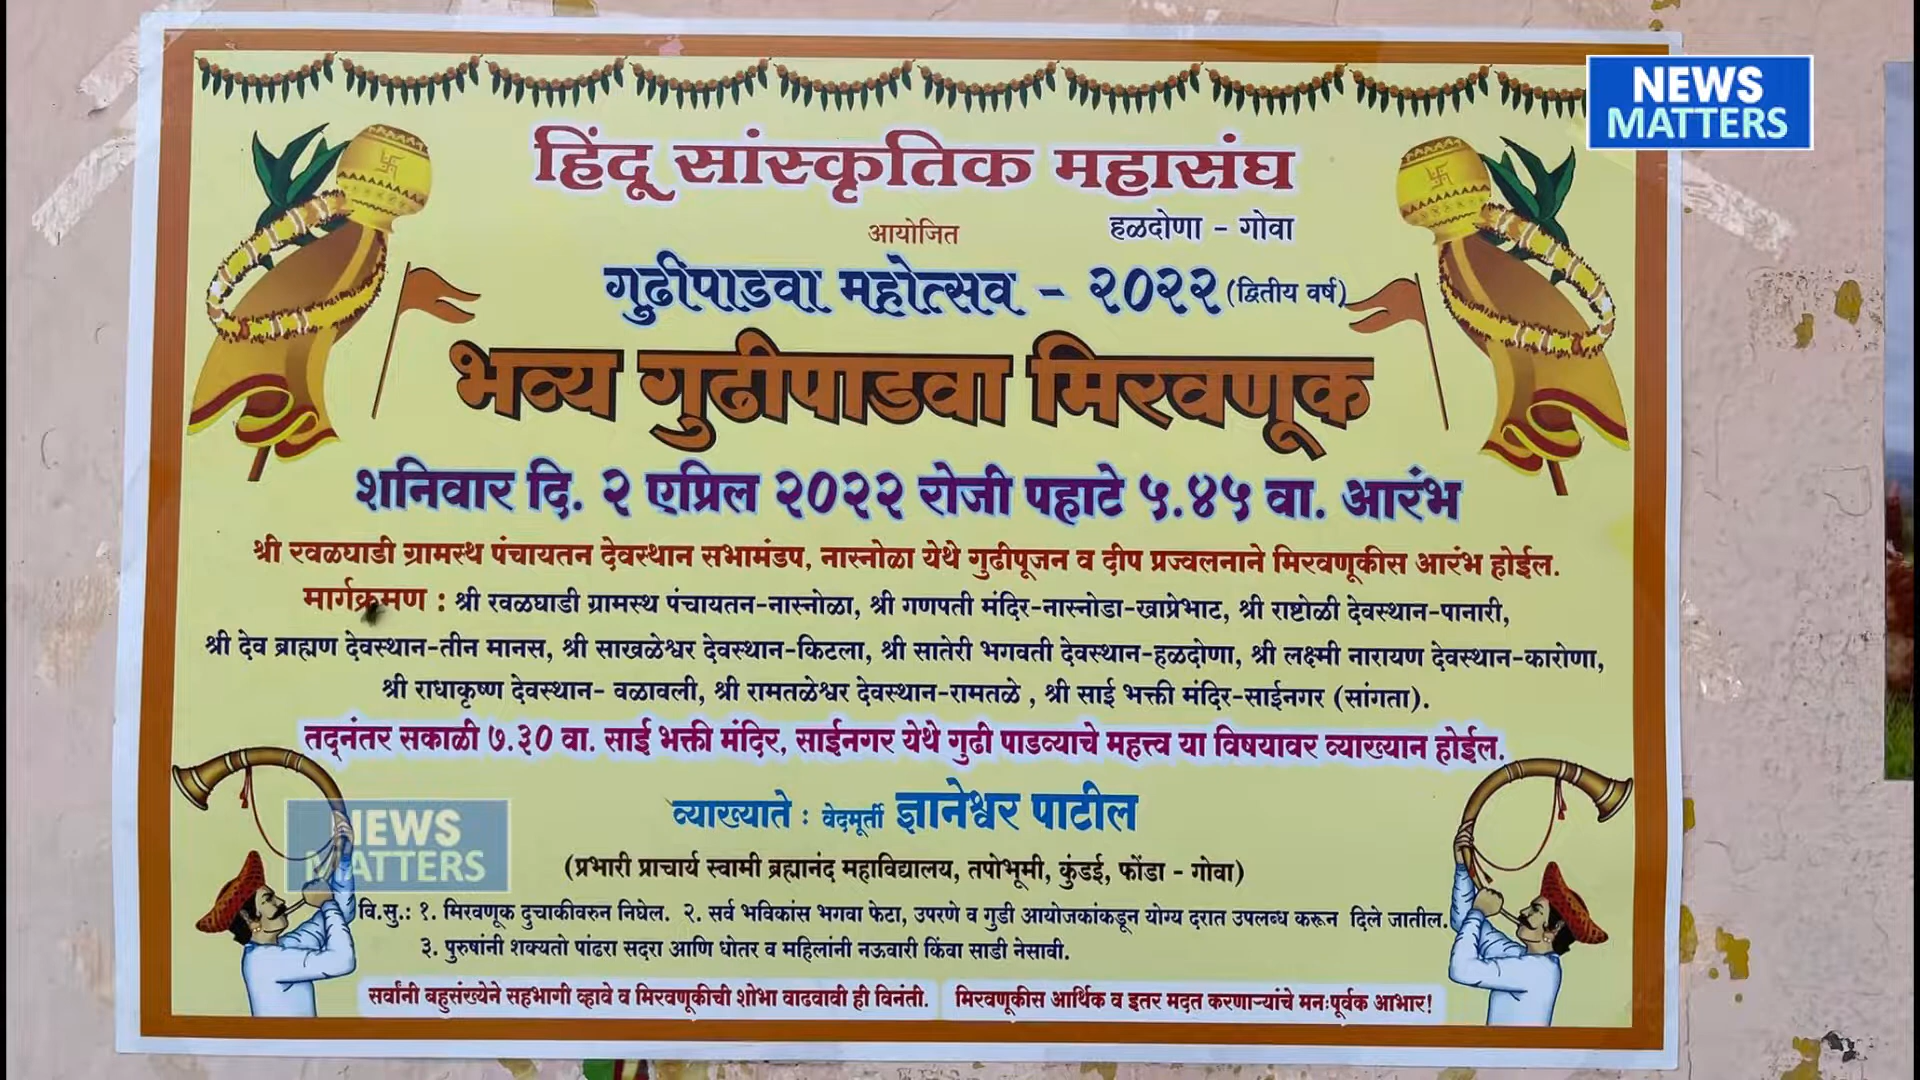 NEWS
MATTERS
हिंदू सांस्कृतिक महासंघ
आयोजित
हळदोणा - गोवा
गुढीपाडवा महोत्सव - २०२२ (द्वितीय वर्ष)
भव्य गुढीपाडवा मिरवणूक
शनिवार दि. २ एप्रिल २०२२ रोजी पहाटे ५.४५ वा. आरंभ
श्री रवळघाडी ग्रामस्थ पंचायतन देवस्थान सभामंडप, नास्नोळा येथे गुढीपूजन व दीप प्रज्वलनाने मिरवणूकीस आरंभ होईल.
मार्गक्रमण : श्री रवळघाडी ग्रामस्थ पंचायतन-नास्नोळा, श्री गणपती मंदिर-नास्नोडा-खाप्रेभाट, श्री राष्टोळी देवस्थान-पानारी,
श्री देव ब्राह्मण देवस्थान-तीन मानस, श्री साखळेश्वर देवस्थान-किटला, श्री सातेरी भगवती देवस्थान-हळदोणा, श्री लक्ष्मी नारायण देवस्थान-कारोणा,
श्री राधाकृष्ण देवस्थान- वळावली, श्री रामतळेश्वर देवस्थान-रामतळे , श्री साई भक्ती मंदिर-साईनगर (सांगता).
तद्नंतर सकाळी ७.३० वा. साई भक्ती मंदिर, साईनगर येथे गुढी पाडव्याचे महत्त्व या विषयावर व्याख्यान होईल.
व्याख्याते : वेदमूर्ती ज्ञानेश्वर पाटील
(प्रभारी प्राचार्य स्वामी ब्रह्मानंद महाविद्यालय, तपोभूमी, कुंडई, फोंडा - गोवा)
NEWS
MATTERS
वि.सु.: १. मिरवणूक दुचाकीवरुन निघेल. २. सर्व भविकांस भगवा फेटा, उपरणे व गुडी आयोजकांकडून योग्य दरात उपलब्ध करून दिले जातील.
३. पुरुषांनी शक्यतो पांढरा सदरा आणि धोतर व महिलांनी नऊवारी किंवा साडी नेसावी.
सर्वांनी बहुसंख्येने सहभागी व्हावे व मिरवणूकीची शोभा वाढवावी ही विनंती. मिरवणूकीस आर्थिक व इतर मदत करणाऱ्यांचे मनःपूर्वक आभार!